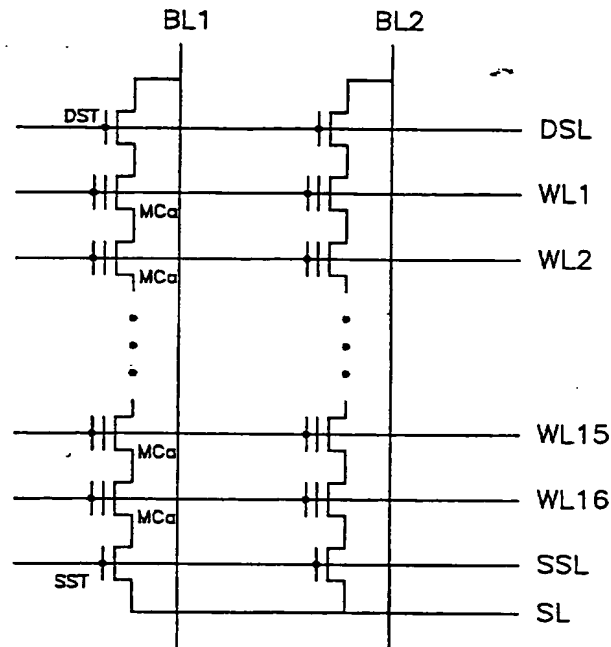 BL1 BL2
DST DSL
WL1
MCa
WL2
MCa
WL15
MCa
WL16
MCa
SST SSL
SL